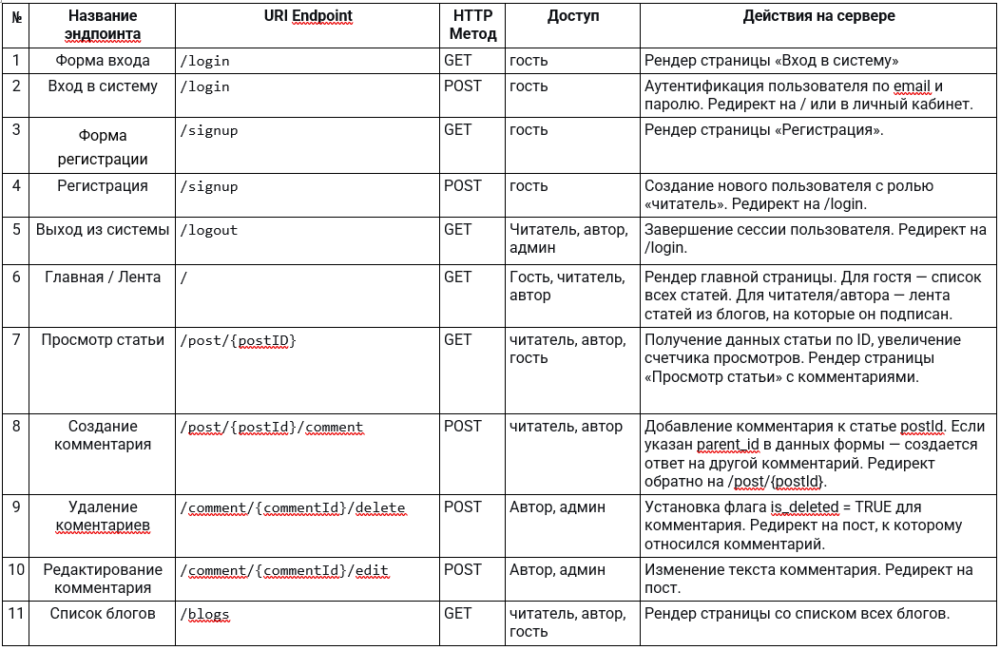 № Название эндпоинта URI Endpoint HTTP Метод Доступ Действия на сервере
1 Форма входа /login GET гость Рендер страницы «Вход в систему»
2 Вход в систему /login POST гость Аутентификация пользователя по email и
паролю. Редирект на / или в личный кабинет.
3 Форма
регистрации /signup GET гость Рендер страницы «Регистрация».
4 Регистрация /signup POST гость Создание нового пользователя с ролью
«читатель». Редирект на /login.
5 Выход из системы /logout GET Читатель, автор,
админ Завершение сессии пользователя. Редирект на
/login.
6 Главная / Лента / GET Гость, читатель,
автор Рендер главной страницы. Для гостя — список
всех статей. Для читателя/автора — лента
статей из блогов, на которые он подписан.
7 Просмотр статьи /post/{postID} GET читатель, автор,
гость Получение данных статьи по ID, увеличение
счетчика просмотров. Рендер страницы
«Просмотр статьи» с комментариями.
8 Создание
комментария /post/{postId}/comment POST читатель, автор Добавление комментария к статье postId. Если
указан parent_id в данных формы — создается
ответ на другой комментарий. Редирект
обратно на /post/{postId}.
9 Удаление
коментариев /comment/{commentId}/delete POST Автор, админ Установка флага is_deleted = TRUE для
комментария. Редирект на пост, к которому
относился комментарий.
10 Редактирование
комментария /comment/{commentId}/edit POST Автор, админ Изменение текста комментария. Редирект на
пост.
11 Список блогов /blogs GET читатель, автор,
гость Рендер страницы со списком всех блогов.